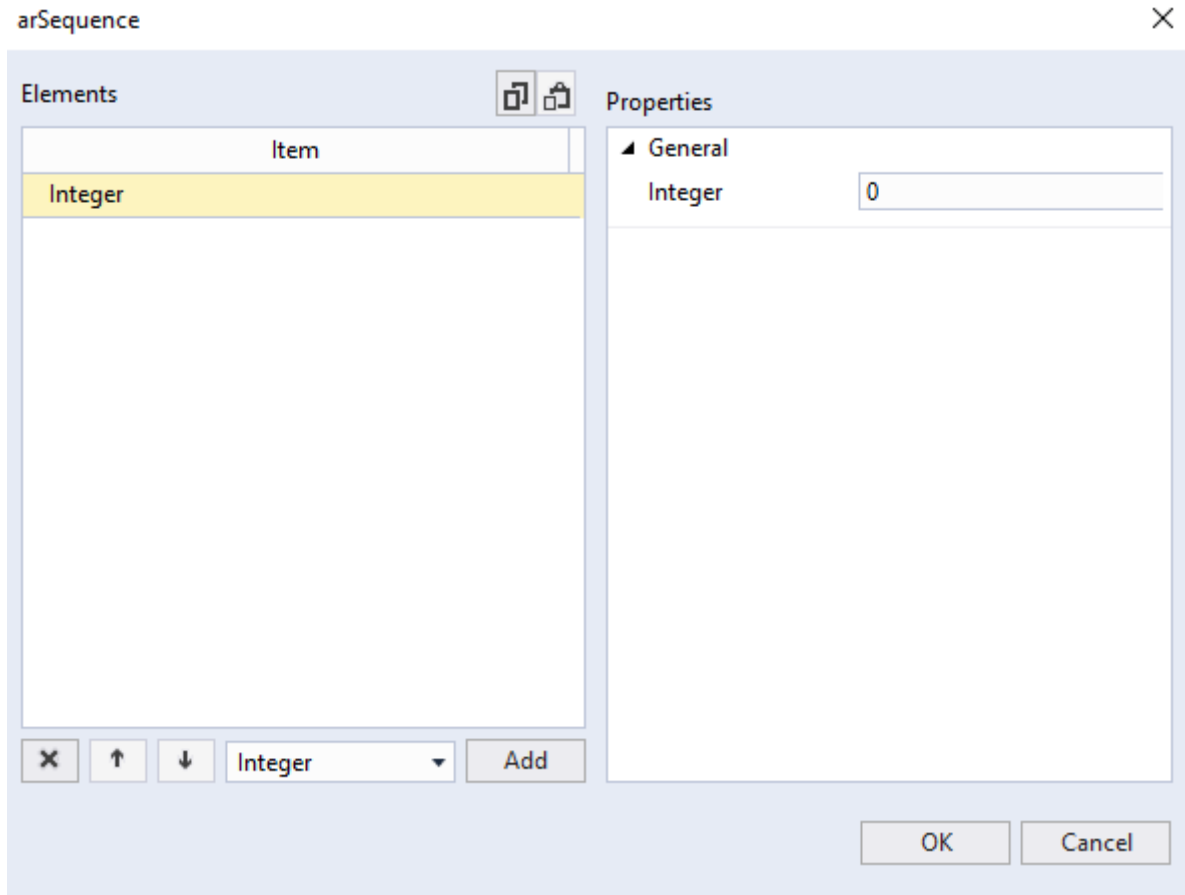 arSequence
Elements
Properties
Item
General
Integer
Integer
0
Integer
Add
OK
Cancel